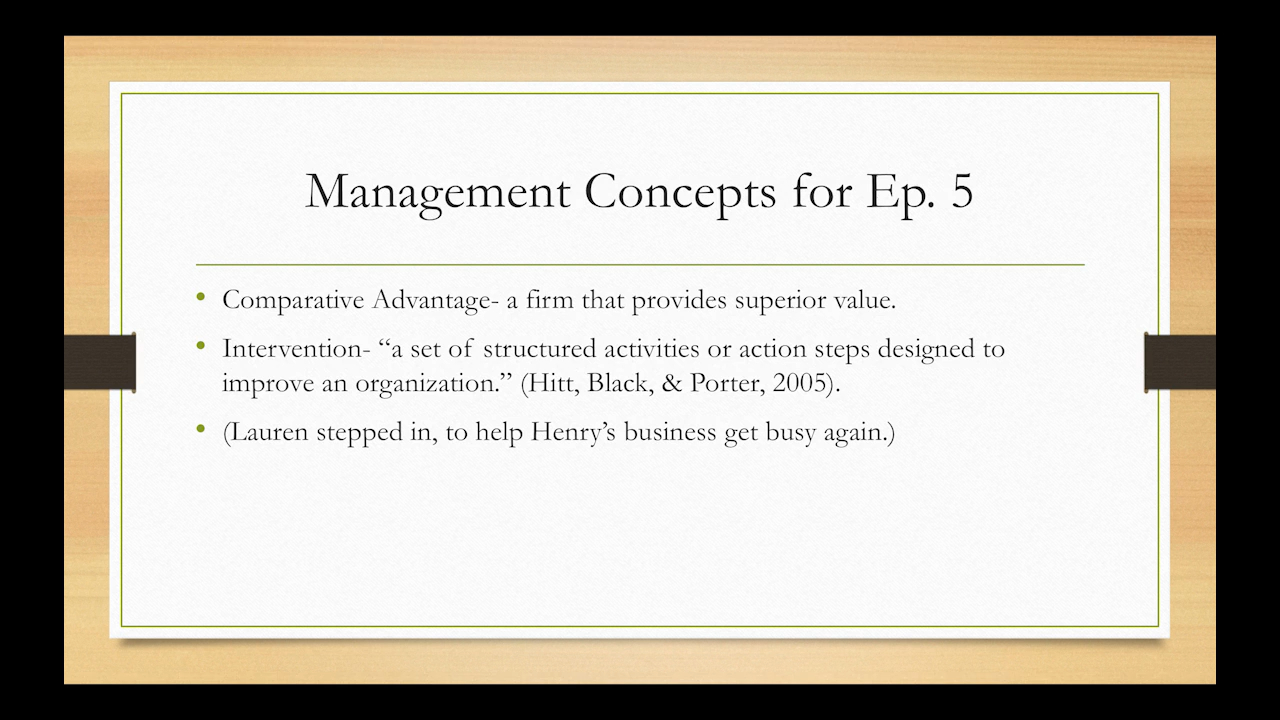 Management Concepts for Ep. 5
• Comparative Advantage- a firm that provides superior value.
• Intervention- “a set of structured activities or action steps designed to
improve an organization.” (Hitt, Black, & Porter, 2005).
• (Lauren stepped in, to help Henry’s business get busy again.)